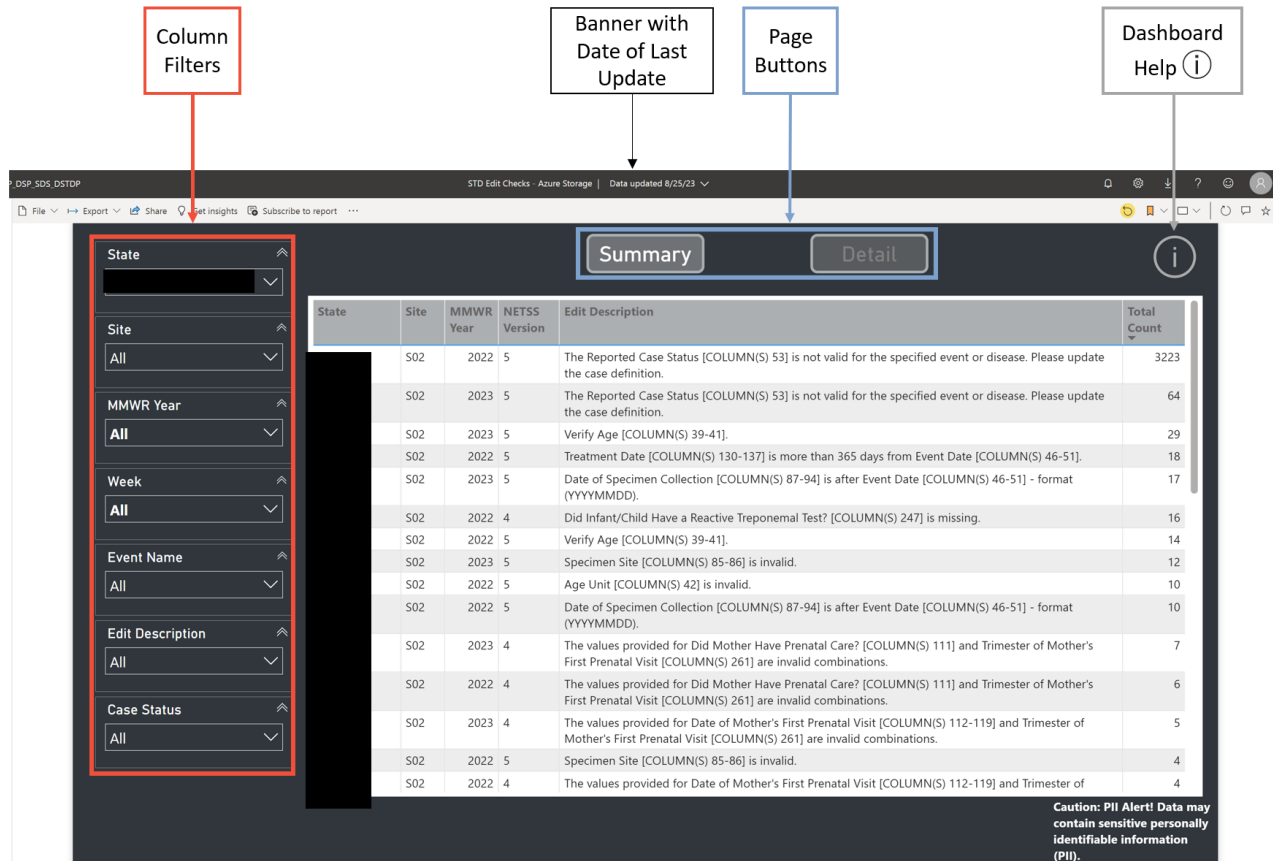 Column
Filters
Banner with
Date of Last
Update
Page
Buttons
Dashboard
Help i
P_DSP_SDS_DSTDP
STD Edit Checks - Azure Storage | Data updated 8/25/23
?
File Export Share Get insights Subscribe to report ...
Summary
Detail
i
State
Site
All
MMWR Year
All
Week
All
Event Name
All
Edit Description
All
Case Status
All
State Site MMWR Year NETSS Version Edit Description Total Count
S02 2022 5 The Reported Case Status [COLUMN(S) 53] is not valid for the specified event or disease. Please update 3223
the case definition.
S02 2023 5 The Reported Case Status [COLUMN(S) 53] is not valid for the specified event or disease. Please update 64
the case definition.
S02 2023 5 Verify Age [COLUMN(S) 39-41]. 29
S02 2022 5 Treatment Date [COLUMN(S) 130-137] is more than 365 days from Event Date [COLUMN(S) 46-51]. 18
S02 2023 5 Date of Specimen Collection [COLUMN(S) 87-94] is after Event Date [COLUMN(S) 46-51] - format 17
(YYYYMMDD).
S02 2022 4 Did Infant/Child Have a Reactive Treponemal Test? [COLUMN(S) 247] is missing. 16
S02 2022 5 Verify Age [COLUMN(S) 39-41]. 14
S02 2023 5 Specimen Site [COLUMN(S) 85-86] is invalid. 12
S02 2022 5 Age Unit [COLUMN(S) 42] is invalid. 10
S02 2022 5 Date of Specimen Collection [COLUMN(S) 87-94] is after Event Date [COLUMN(S) 46-51] - format 10
(YYYYMMDD).
S02 2023 4 The values provided for Did Mother Have Prenatal Care? [COLUMN(S) 111] and Trimester of Mother's 7
First Prenatal Visit [COLUMN(S) 261] are invalid combinations.
S02 2022 4 The values provided for Did Mother Have Prenatal Care? [COLUMN(S) 111] and Trimester of Mother's 6
First Prenatal Visit [COLUMN(S) 261] are invalid combinations.
S02 2023 4 The values provided for Date of Mother's First Prenatal Visit [COLUMN(S) 112-119] and Trimester of 5
Mother's First Prenatal Visit [COLUMN(S) 261] are invalid combinations.
S02 2022 5 Specimen Site [COLUMN(S) 85-86] is invalid. 4
S02 2022 4 The values provided for Date of Mother's First Prenatal Visit [COLUMN(S) 112-119] and Trimester of 4
Caution: PII Alert! Data may
contain sensitive personally
identifiable information
(PII).